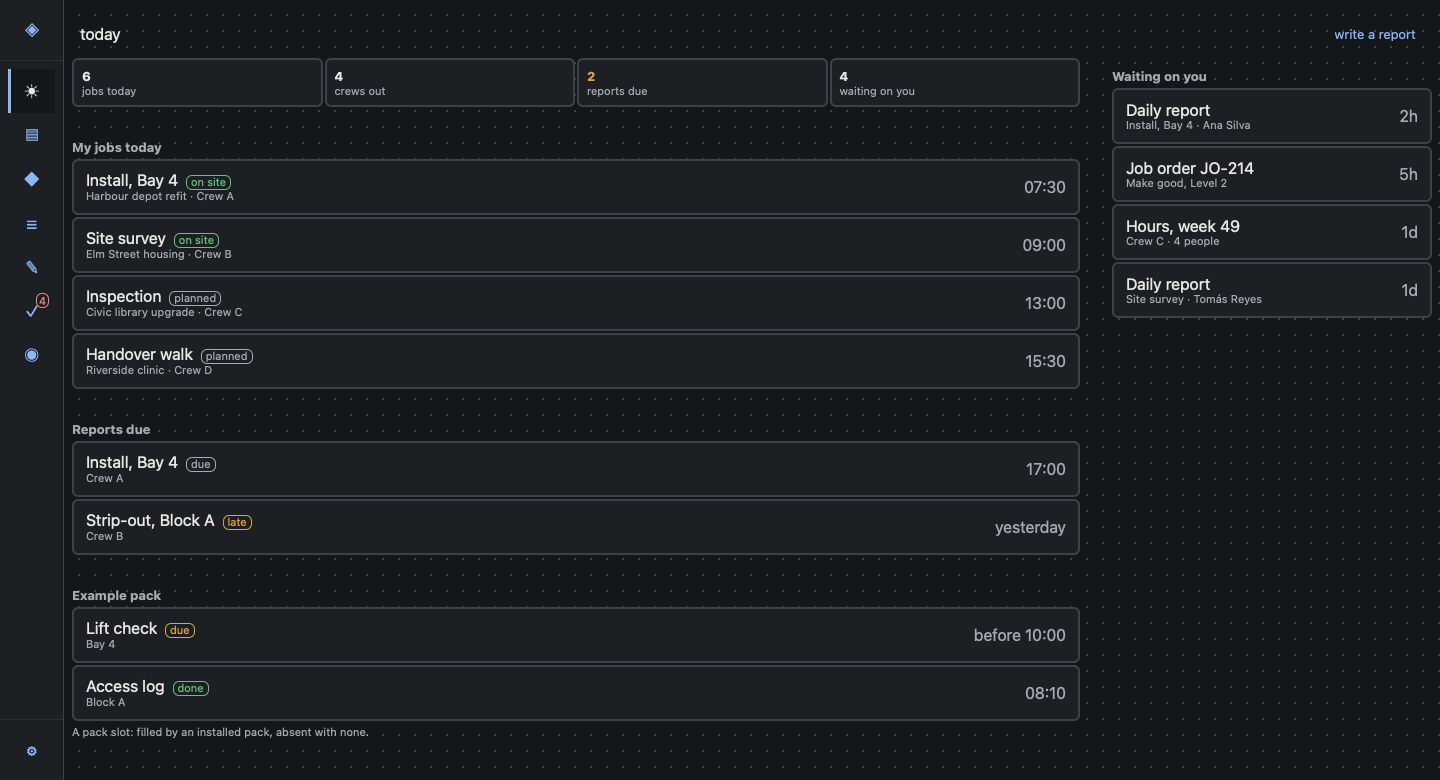 today
write a report
6
jobs today
4
crews out
2
reports due
4
waiting on you
My jobs today
Install, Bay 4 on site
Harbour depot refit · Crew A
07:30
Site survey on site
Elm Street housing · Crew B
09:00
Inspection planned
Civic library upgrade · Crew C
13:00
Handover walk planned
Riverside clinic · Crew D
15:30
Reports due
Install, Bay 4 due
Crew A
17:00
Strip-out, Block A late
Crew B
yesterday
Example pack
Lift check due
Bay 4
before 10:00
Access log done
Block A
08:10
A pack slot: filled by an installed pack, absent with none.
Waiting on you
Daily report
Install, Bay 4 · Ana Silva
2h
Job order JO-214
Make good, Level 2
5h
Hours, week 49
Crew C · 4 people
1d
Daily report
Site survey · Tomás Reyes
1d
4